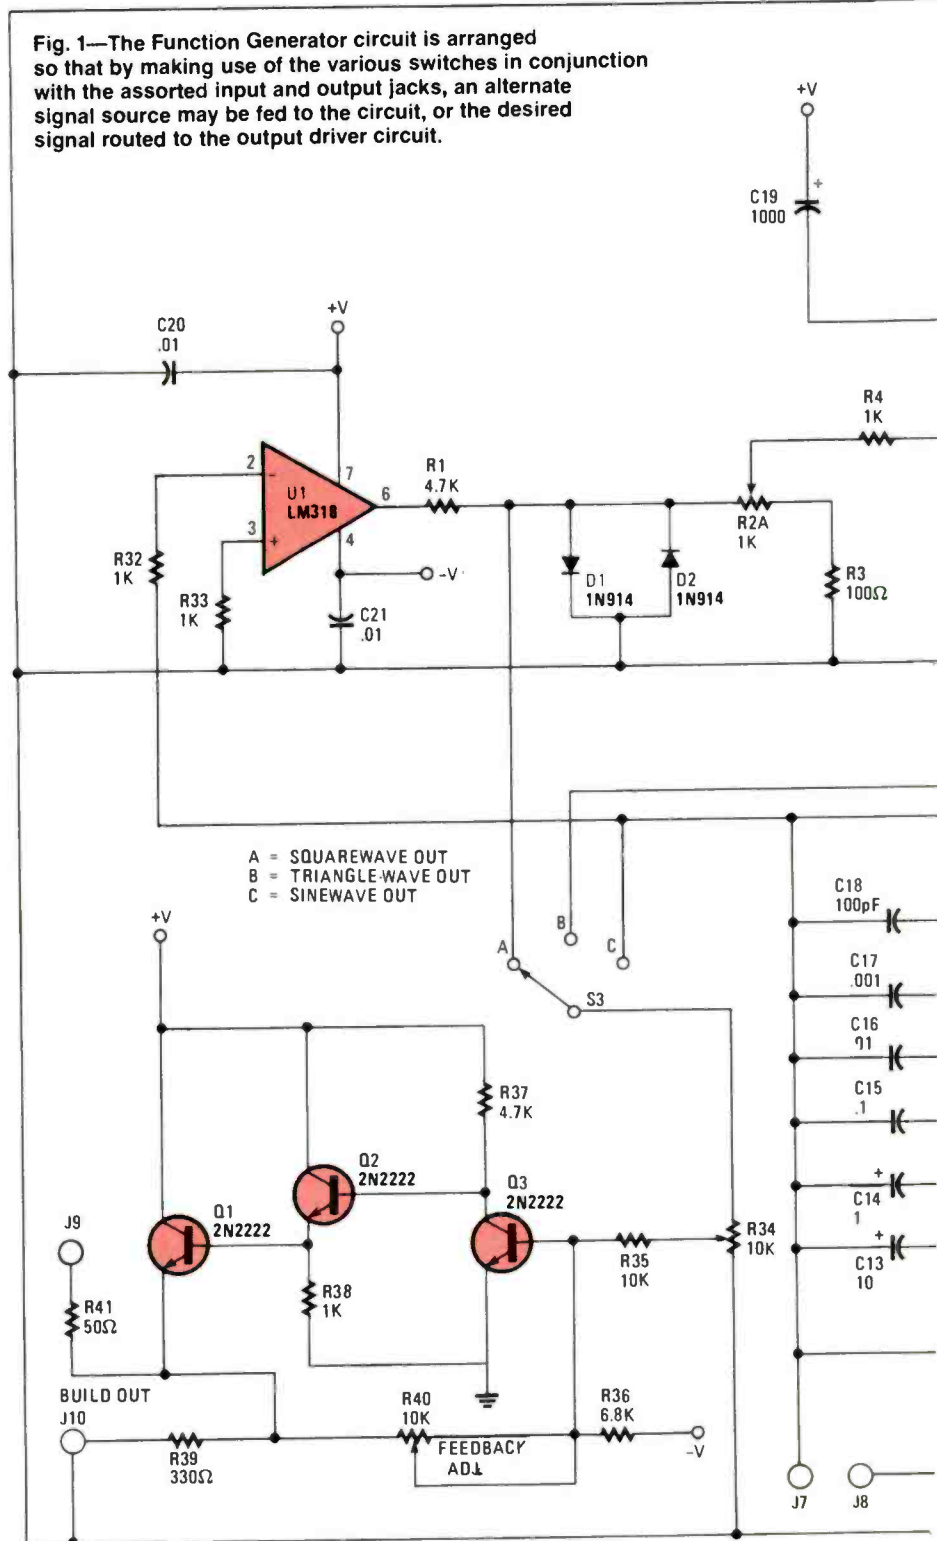 Fig. 1—The Function Generator circuit is arranged
so that by making use of the various switches in conjunction
with the assorted input and output jacks, an alternate
signal source may be fed to the circuit, or the desired
signal routed to the output driver circuit.
+V
+
C19
1000
+V
C20
.01
R4
1K
2
-
7
U1
LM318
6
R1
4.7K
3
+
4
R2A
1K
R32
1K
R33
1K
-V
C21
.01
D1
1N914
D2
1N914
R3
100Ω
A = SQUAREWAVE OUT
B = TRIANGLE-WAVE OUT
C = SINEWAVE OUT
+V
A
B
C
S3
C18
100pF
C17
.001
C16
C15
.1
+
C14
1
+
C13
10
R37
4.7K
Q2
2N2222
Q3
2N2222
Q1
2N2222
J9
R41
50Ω
R38
1K
R35
10K
R34
10K
BUILD OUT
J10
R39
330Ω
R40
10K
FEEDBACK
ADJ.
R36
6.8K
-V
J7
J8